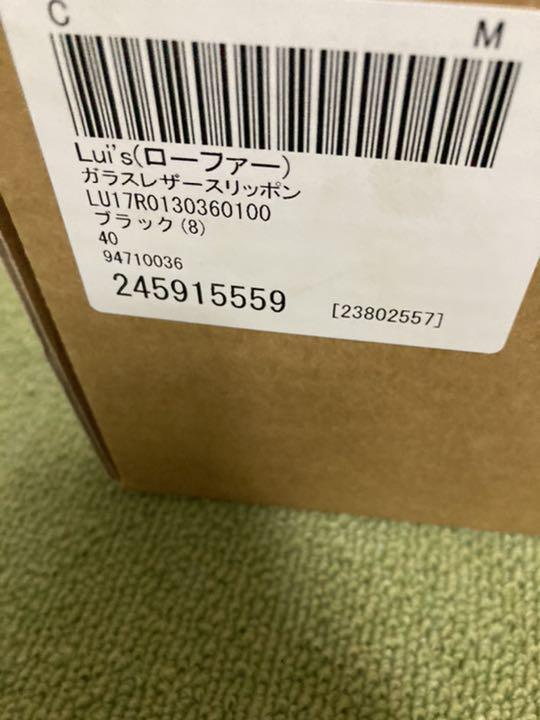 C M
Lui's(ローファー)
ガラスレザースリッポン
LU17R0130360100
ブラック(8)
40
94710036
245915559 [23802557]